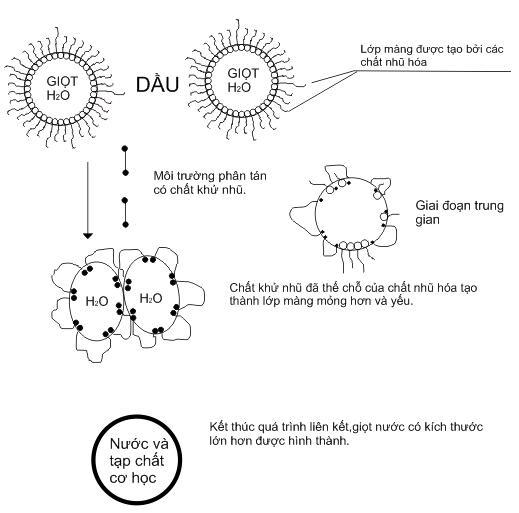 GIỌT
H2O
DẦU
GIỌT
H2O
Lớp màng được tạo bởi các
chất nhũ hóa
Môi trường phân tán
có chất khử nhũ.
Giai đoạn trung
gian
H2O
H2O
Chất khử nhũ đã thế chỗ của chất nhũ hóa tạo
thành lớp màng mỏng hơn và yếu.
Nước và
tạp chất
cơ học
Kết thúc quá trình liên kết,giọt nước có kích thước
lớn hơn được hình thành.